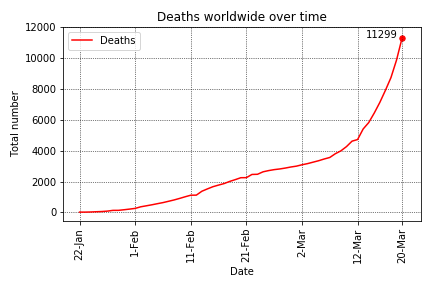 Deaths worldwide over time
Deaths
11299
12000
10000
8000
6000
4000
2000
0
Total number
22-Jan
1-Feb
11-Feb
21-Feb
2-Mar
12-Mar
20-Mar
Date